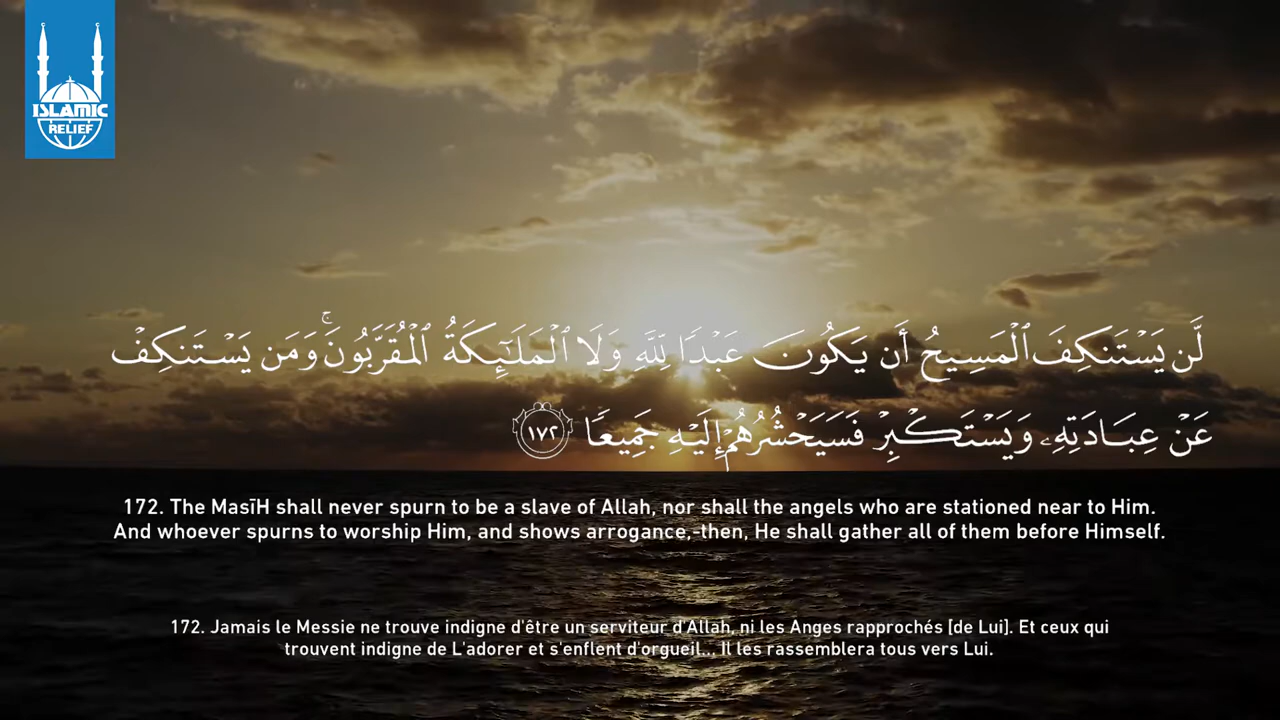 ISLAMIC
RELIEF
لَّن يَسْتَنكِفَ ٱلْمَسِيحُ أَن يَكُونَ عَبْدًا لِّلَّهِ وَلَا ٱلْمَلَٰٓئِكَةُ ٱلْمُقَرَّبُونَ ۚ وَمَن يَسْتَنكِفْ
عَنْ عِبَادَتِهِۦ وَيَسْتَكْبِرْ فَسَيَحْشُرُهُمْ إِلَيْهِ جَمِيعًا ١٧٢
172. The MasīH shall never spurn to be a slave of Allah, nor shall the angels who are stationed near to Him.
And whoever spurns to worship Him, and shows arrogance,-then, He shall gather all of them before Himself.
172. Jamais le Messie ne trouve indigne d'être un serviteur d'Allah, ni les Anges rapprochés [de Lui]. Et ceux qui
trouvent indigne de L'adorer et s'enflent d'orgueil... Il les rassemblera tous vers Lui.